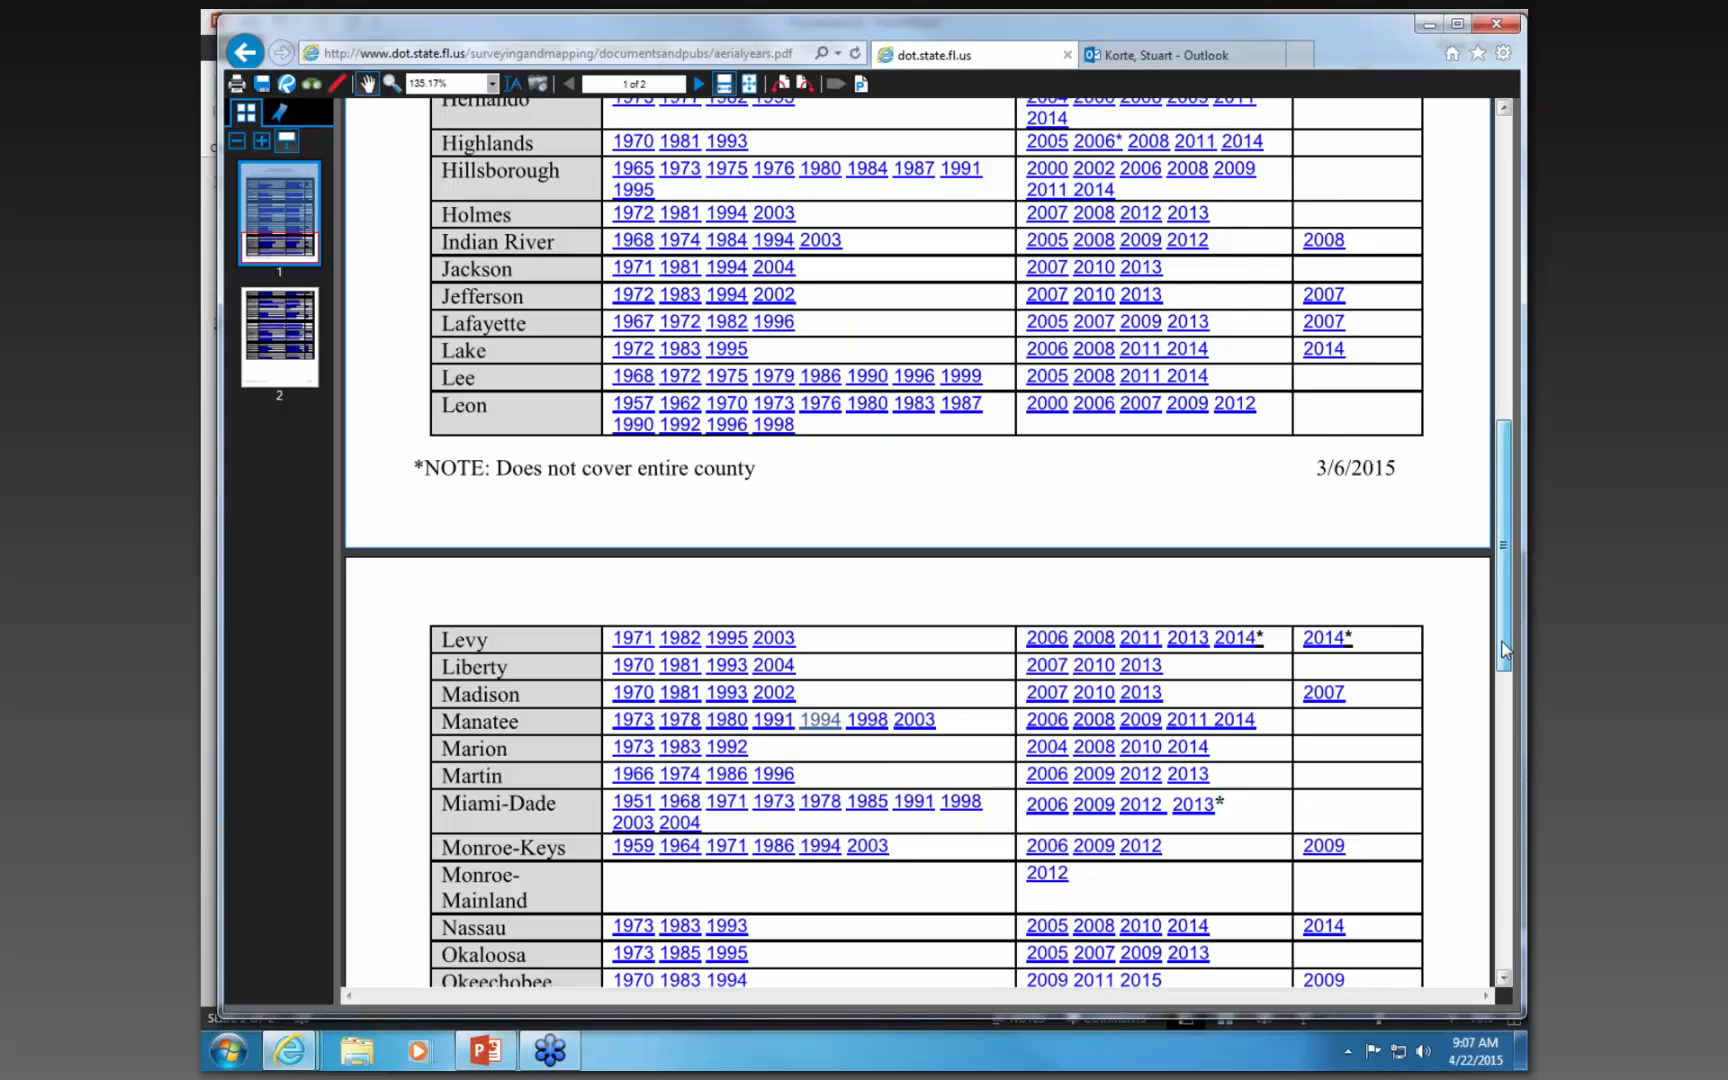 http://www.dot.state.fl.us/surveyingandmapping/documentsandpubs/aerialyears.pdf
dot.state.fl.us
Korte, Stuart - Outlook
135.17%
1 of 2
Hernando 1973 1977 1982 1995 2004 2006 2008 2009 2011
2014
Highlands 1970 1981 1993 2005 2006* 2008 2011 2014
Hillsborough 1965 1973 1975 1976 1980 1984 1987 1991 2000 2002 2006 2008 2009
1995 2011 2014
Holmes 1972 1981 1994 2003 2007 2008 2012 2013
Indian River 1968 1974 1984 1994 2003 2005 2008 2009 2012 2008
Jackson 1971 1981 1994 2004 2007 2010 2013
Jefferson 1972 1983 1994 2002 2007 2010 2013 2007
Lafayette 1967 1972 1982 1996 2005 2007 2009 2013 2007
Lake 1972 1983 1995 2006 2008 2011 2014 2014
Lee 1968 1972 1975 1979 1986 1990 1996 1999 2005 2008 2011 2014
Leon 1957 1962 1970 1973 1976 1980 1983 1987 2000 2006 2007 2009 2012
1990 1992 1996 1998
*NOTE: Does not cover entire county 3/6/2015
Levy 1971 1982 1995 2003 2006 2008 2011 2013 2014* 2014*
Liberty 1970 1981 1993 2004 2007 2010 2013
Madison 1970 1981 1993 2002 2007 2010 2013 2007
Manatee 1973 1978 1980 1991 1994 1998 2003 2006 2008 2009 2011 2014
Marion 1973 1983 1992 2004 2008 2010 2014
Martin 1966 1974 1986 1996 2006 2009 2012 2013
Miami-Dade 1951 1968 1971 1973 1978 1985 1991 1998 2006 2009 2012 2013*
2003 2004
Monroe-Keys 1959 1964 1971 1986 1994 2003 2006 2009 2012 2009
Monroe- 2012
Mainland
Nassau 1973 1983 1993 2005 2008 2010 2014 2014
Okaloosa 1973 1985 1995 2005 2007 2009 2013
Okeechobee 1970 1983 1994 2009 2011 2015 2009
1
2
9:07 AM
4/22/2015